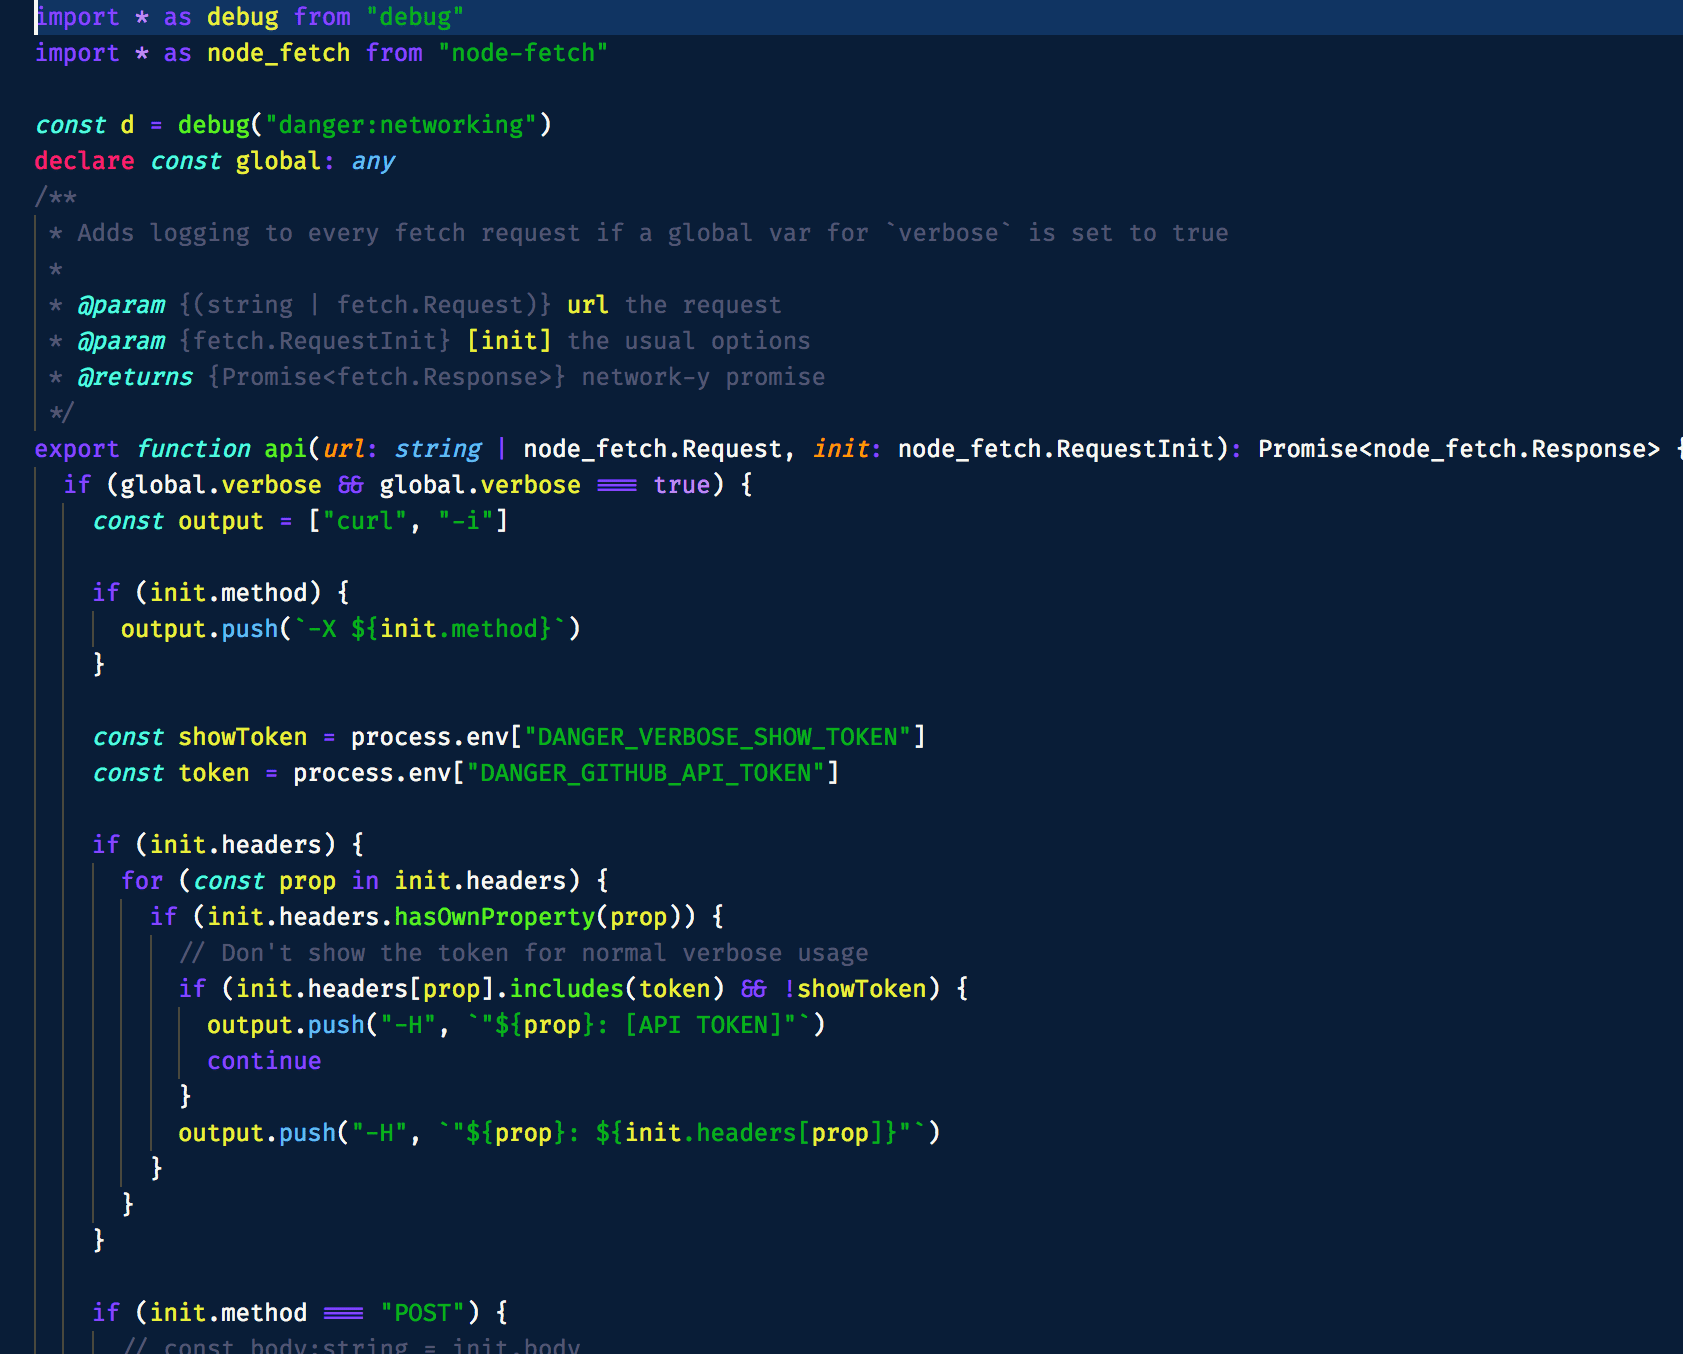 import * as debug from "debug"
import * as node_fetch from "node-fetch"

const d = debug("danger:networking")
declare const global: any
/**
 * Adds logging to every fetch request if a global var for `verbose` is set to true
 *
 * @param {(string | fetch.Request)} url the request
 * @param {fetch.RequestInit} [init] the usual options
 * @returns {Promise<fetch.Response>} network-y promise
 */
export function api(url: string | node_fetch.Request, init: node_fetch.RequestInit): Promise<node_fetch.Response> {
  if (global.verbose && global.verbose === true) {
    const output = ["curl", "-i"]

    if (init.method) {
      output.push(`-X ${init.method}`)
    }

    const showToken = process.env["DANGER_VERBOSE_SHOW_TOKEN"]
    const token = process.env["DANGER_GITHUB_API_TOKEN"]

    if (init.headers) {
      for (const prop in init.headers) {
        if (init.headers.hasOwnProperty(prop)) {
          // Don't show the token for normal verbose usage
          if (init.headers[prop].includes(token) && !showToken) {
            output.push("-H", `"${prop}: [API TOKEN]"`)
            continue
          }
          output.push("-H", `"${prop}: ${init.headers[prop]}"`)
        }
      }
    }

    if (init.method === "POST") {
      // const body:string = init.body